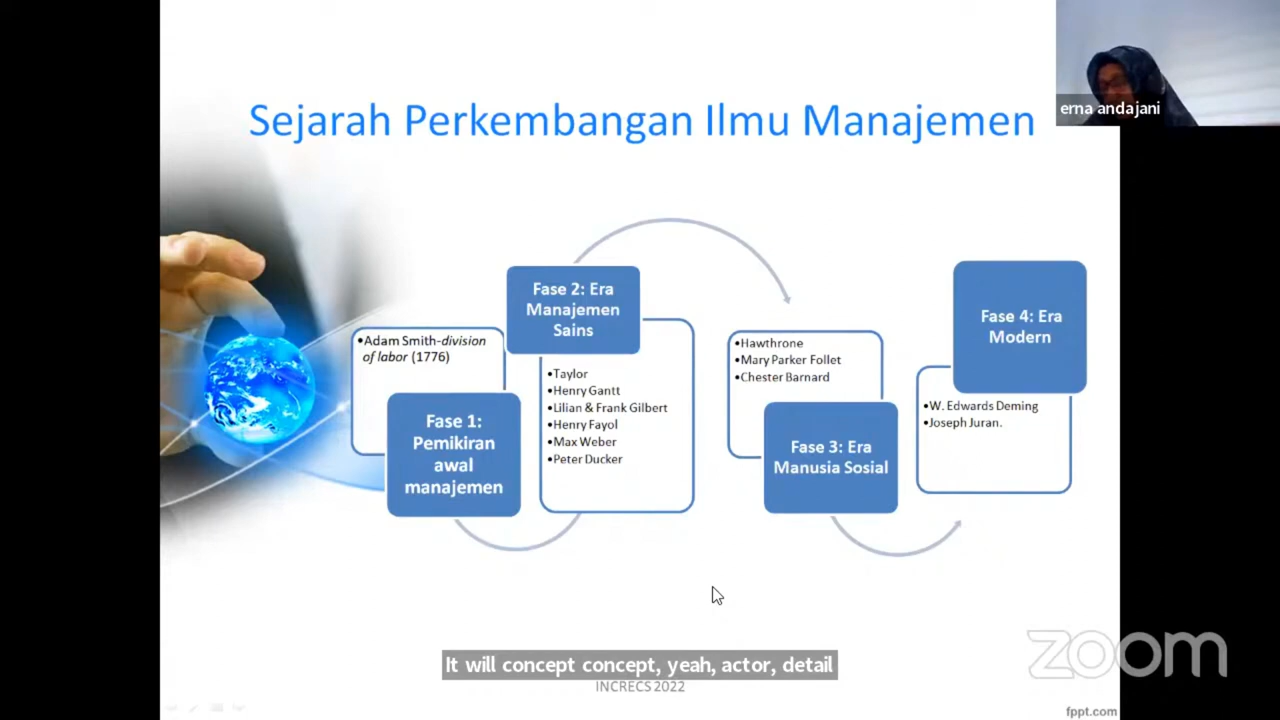 erna andajani
Sejarah Perkembangan Ilmu Manajemen
•Adam Smith-division
of labor (1776)
Fase 1:
Pemikiran
awal
manajemen
Fase 2: Era
Manajemen
Sains
•Taylor
•Henry Gantt
•Lilian & Frank Gilbert
•Henry Fayol
•Max Weber
•Peter Ducker
•Hawthrone
•Mary Parker Follet
•Chester Barnard
Fase 3: Era
Manusia Sosial
Fase 4: Era
Modern
•W. Edwards Deming
•Joseph Juran.
It will concept concept, yeah, actor, detail
INCRECS 2022
zoom
fppt.com